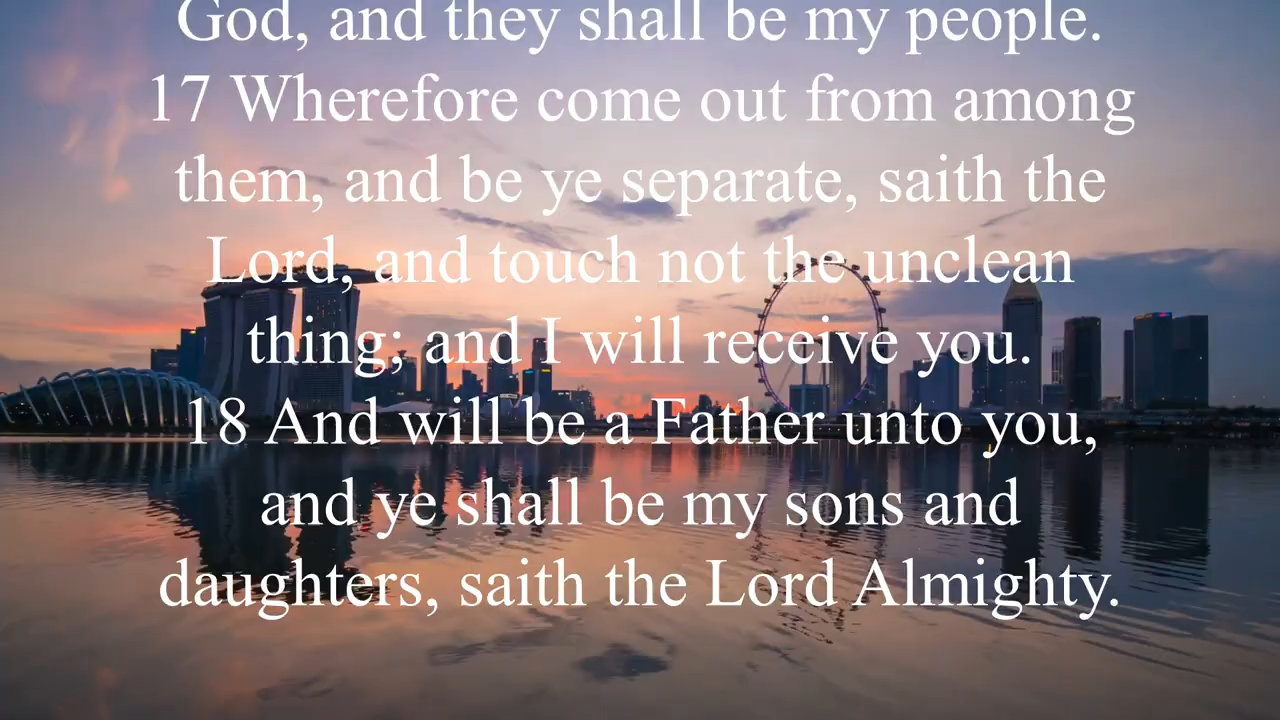 God, and they shall be my people.
17 Wherefore come out from among
them, and be ye separate, saith the
Lord, and touch not the unclean
thing; and I will receive you.
18 And will be a Father unto you,
and ye shall be my sons and
daughters, saith the Lord Almighty.